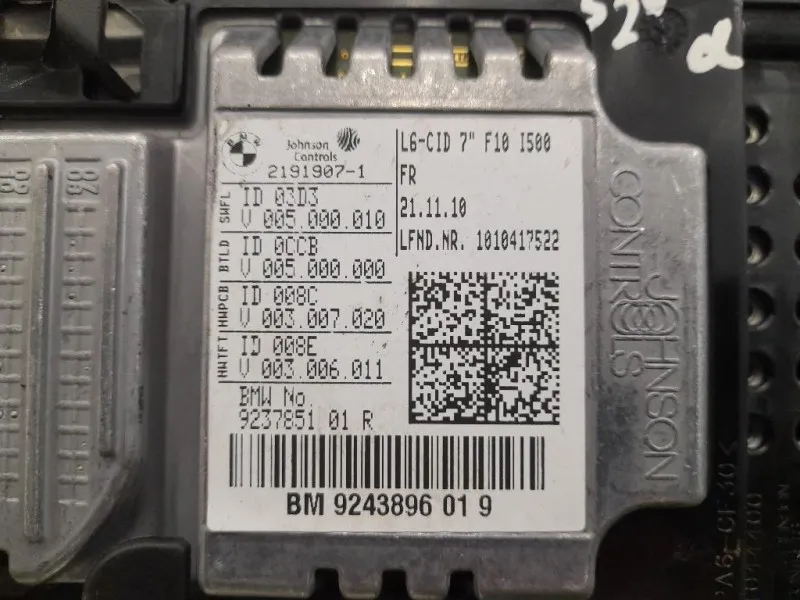 BMW
Johnson
Controls
2191907-1
L6-CID 7" F10 I500
FR
21.11.10
LFND.NR. 1010417522
SWFL
ID 03D3
V 005.000.010
BTLD
ID 0CCB
V 005.000.000
HWPCB
ID 008C
V 003.007.020
HWTFT
ID 008E
V 003.006.011
BMW No.
9237851 01 R
BM 9243896 01 9
JOHNSON
CONTROLS